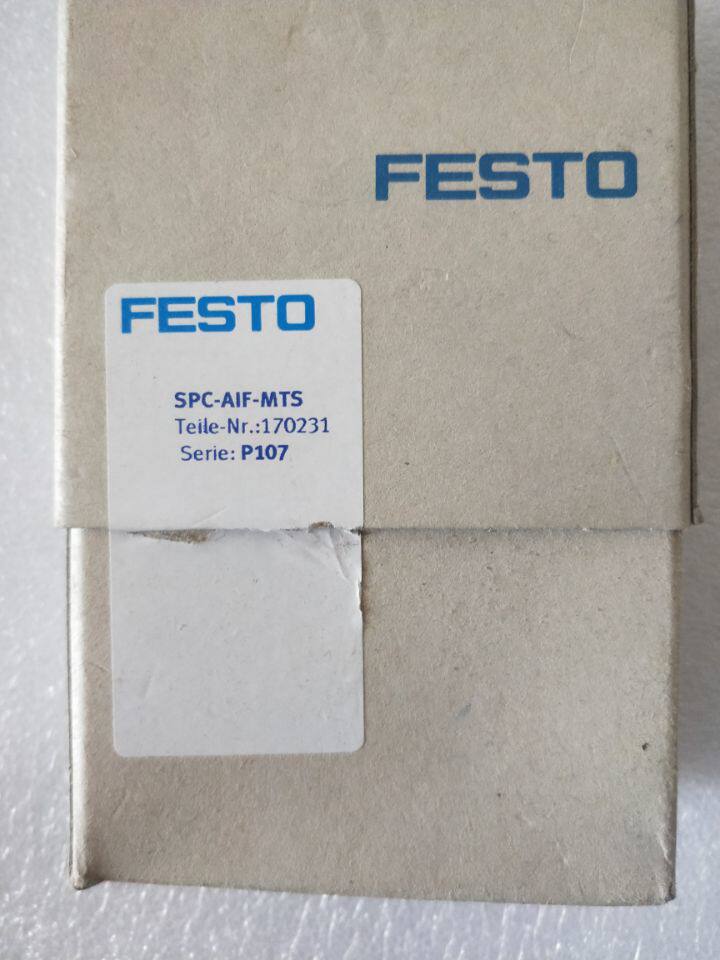 FESTO
FESTO
SPC-AIF-MTS
Teile-Nr.:170231
Serie: P107